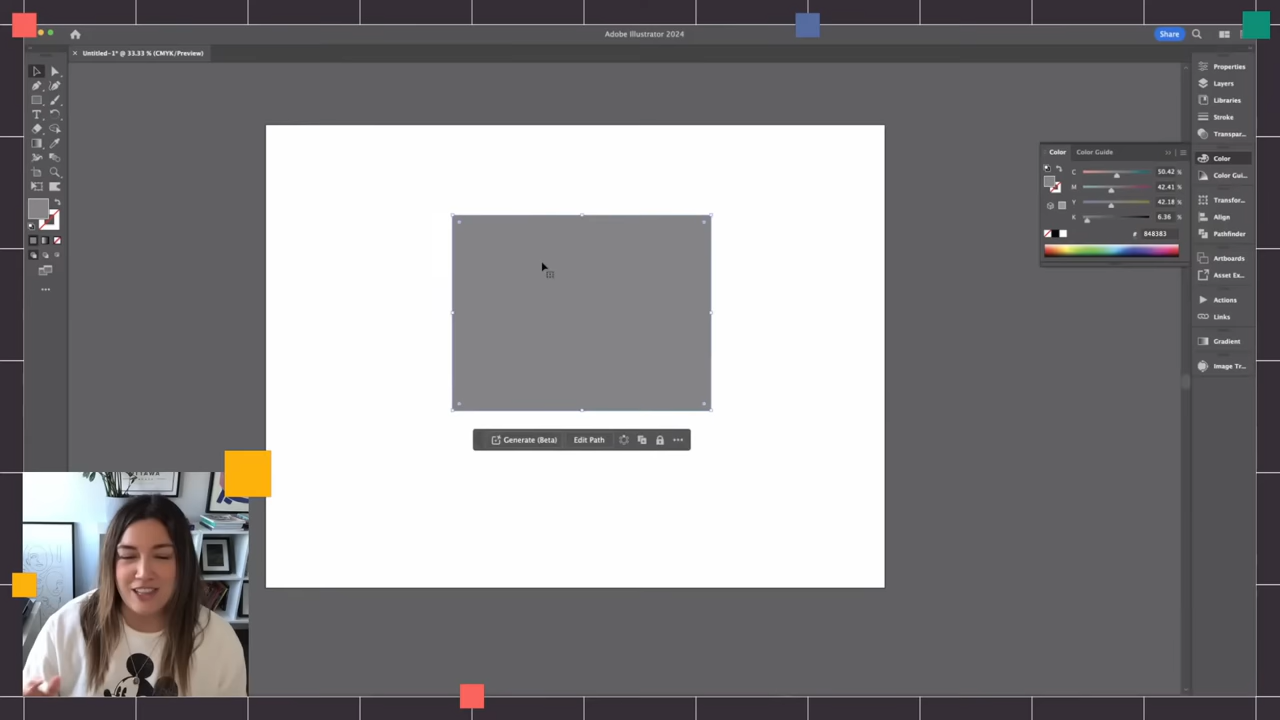 Adobe Illustrator 2024
Share
× Untitled-1* @ 33.33 % (CMYK/Preview)
Properties
Layers
Libraries
Stroke
Transpar...
Color
Color Gui...
Transfor...
Align
Pathfinder
Artboards
Asset Ex...
Actions
Links
Gradient
Image Tr...
Color Color Guide
C 50.42 %
M 42.41 %
Y 42.18 %
K 6.36 %
# 848383
Generate (Beta) Edit Path